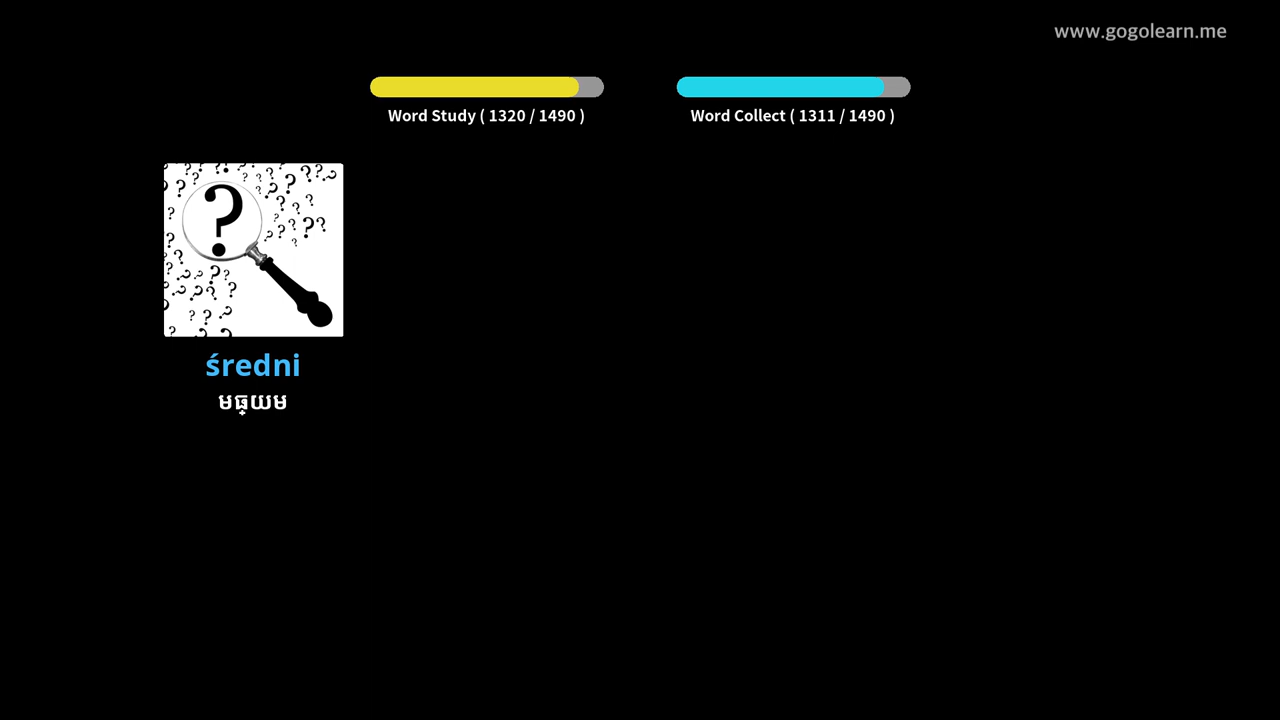 www.gogolearn.me
Word Study ( 1320 / 1490 )
Word Collect ( 1311 / 1490 )
średni
មធ្យម